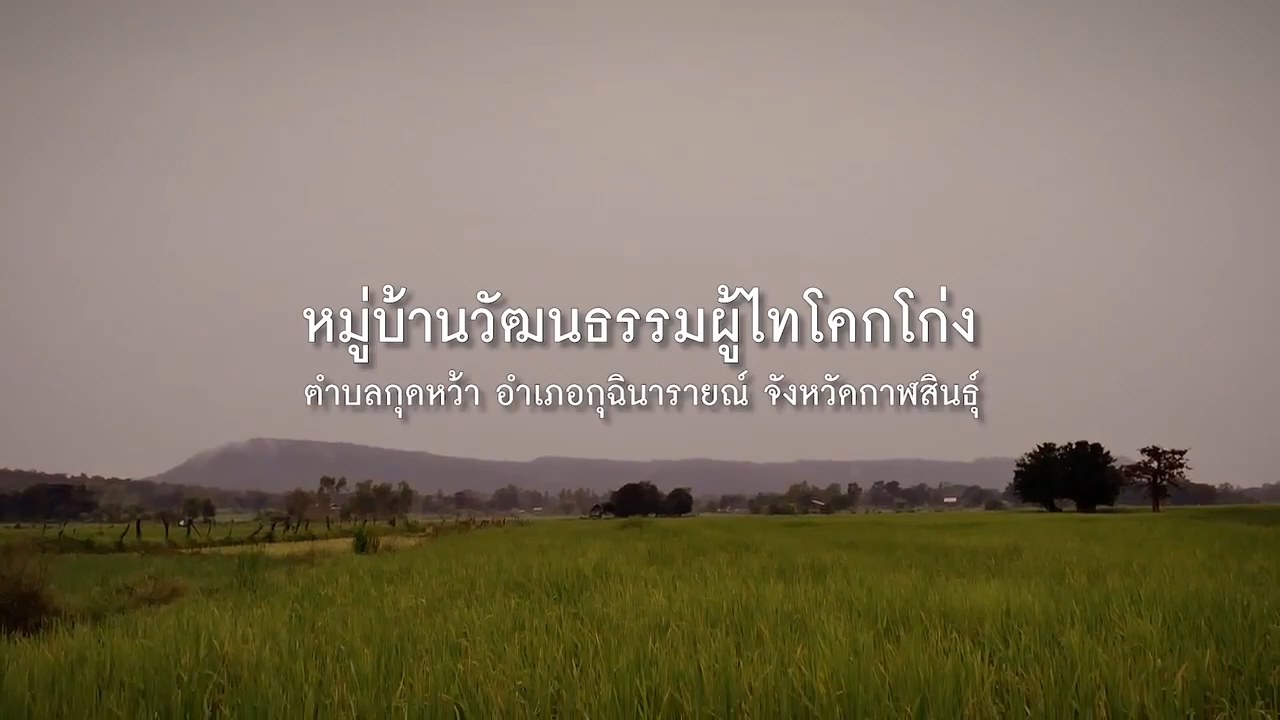 หมู่บ้านวัฒนธรรมผู้ไทโคกโก่ง
ตำบลกุดหว้า อำเภอกุฉินารายณ์ จังหวัดกาฬสินธุ์